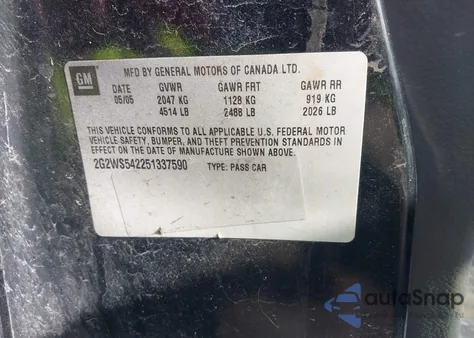 GM
MFD BY GENERAL MOTORS OF CANADA LTD.
DATE GVWR GAWR FRT GAWR RR
05/05 2047 KG 1128 KG 919 KG
4514 LB 2488 LB 2026 LB
THIS VEHICLE CONFORMS TO ALL APPLICABLE U.S. FEDERAL MOTOR
VEHICLE SAFETY, BUMPER, AND THEFT PREVENTION STANDARDS
IN EFFECT ON THE DATE OF MANUFACTURE SHOWN ABOVE.
2G2WS542251337590 TYPE: PASS CAR
autoSnap